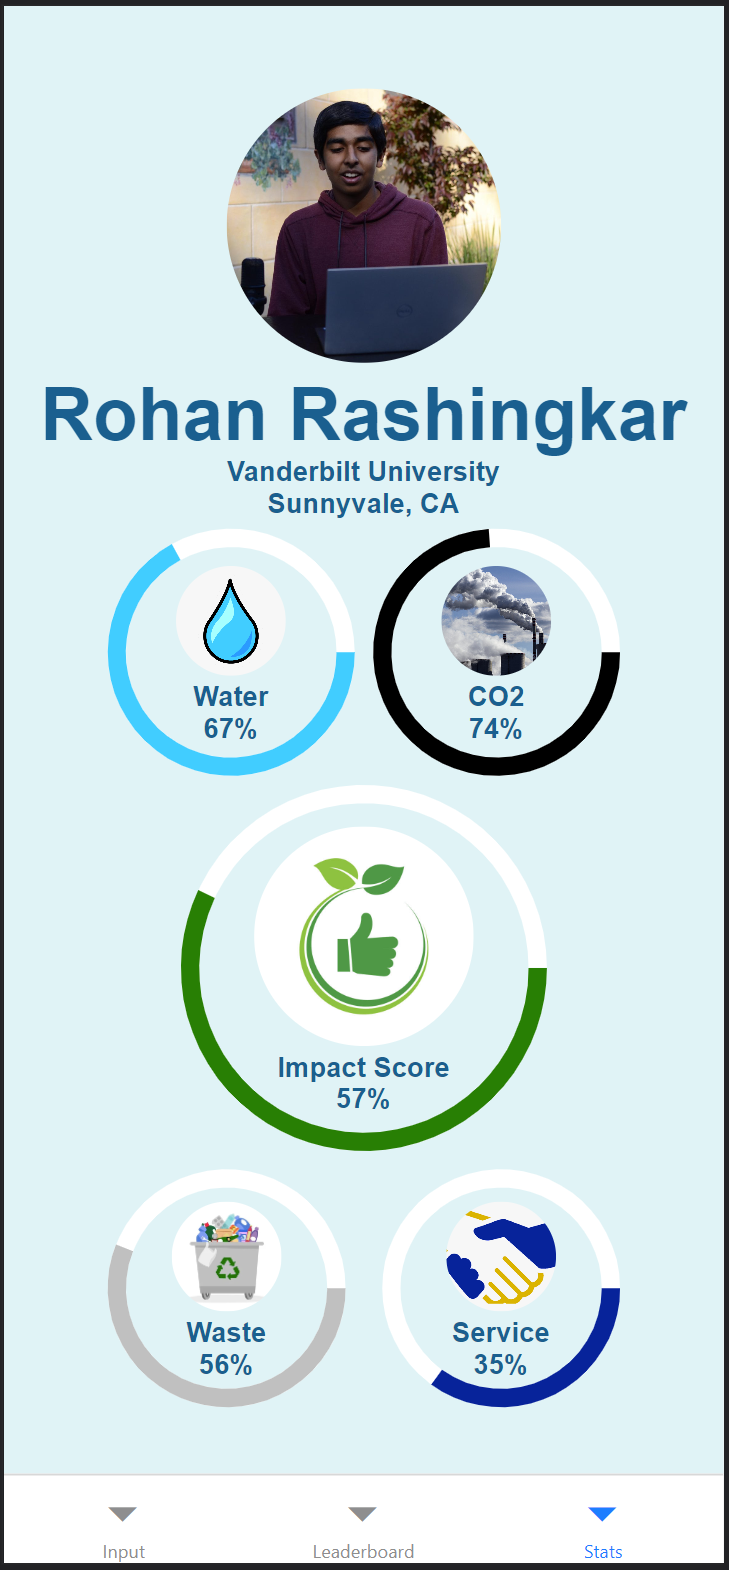 Rohan Rashingkar
Vanderbilt University
Sunnyvale, CA
Water
67%
CO2
74%
Impact Score
57%
Waste
56%
Service
35%
Input
Leaderboard
Stats